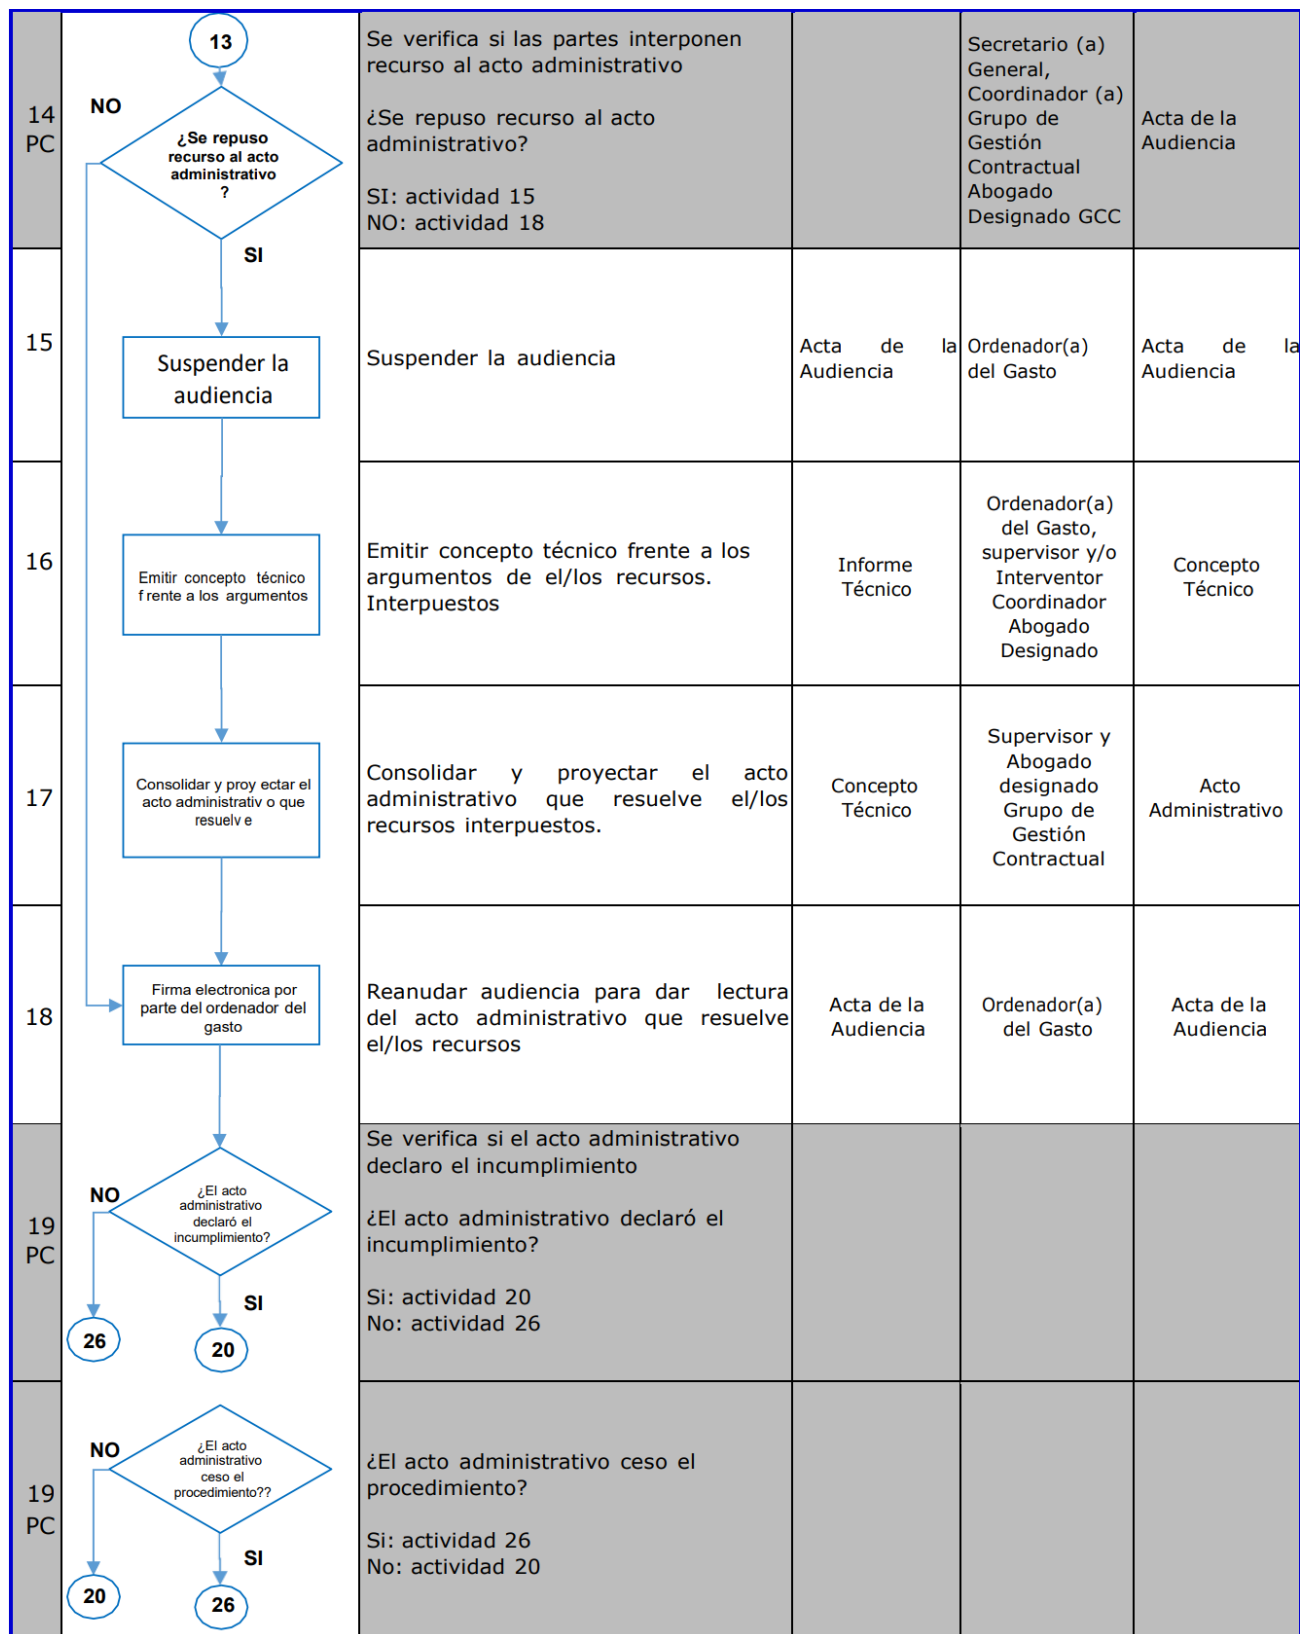 14
PC
13
NO
¿Se repuso
recurso al acto
administrativo
?
SI
Se verifica si las partes interponen
recurso al acto administrativo
¿Se repuso recurso al acto
administrativo?
SI: actividad 15
NO: actividad 18
Secretario (a)
General,
Coordinador (a)
Grupo de
Gestión
Contractual
Abogado
Designado GCC
Acta de la
Audiencia
15
Suspender la
audiencia
Suspender la audiencia
Acta de la
Audiencia
Ordenador(a)
del Gasto
Acta de la
Audiencia
16
Emitir concepto técnico
f rente a los argumentos
Emitir concepto técnico frente a los
argumentos de el/los recursos.
Interpuestos
Informe
Técnico
Ordenador(a)
del Gasto,
supervisor y/o
Interventor
Coordinador
Abogado
Designado
Concepto
Técnico
17
Consolidar y proy ectar el
acto administrativ o que
resuelv e
Consolidar y proyectar el acto
administrativo que resuelve el/los
recursos interpuestos.
Concepto
Técnico
Supervisor y
Abogado
designado
Grupo de
Gestión
Contractual
Acto
Administrativo
18
Firma electronica por
parte del ordenador del
gasto
Reanudar audiencia para dar lectura
del acto administrativo que resuelve
el/los recursos
Acta de la
Audiencia
Ordenador(a)
del Gasto
Acta de la
Audiencia
19
PC
NO
¿El acto
administrativo
declaró el
incumplimiento?
SI
26
20
Se verifica si el acto administrativo
declaro el incumplimiento
¿El acto administrativo declaró el
incumplimiento?
Si: actividad 20
No: actividad 26
19
PC
NO
¿El acto
administrativo
ceso el
procedimiento??
SI
20
26
¿El acto administrativo ceso el
procedimiento?
Si: actividad 26
No: actividad 20